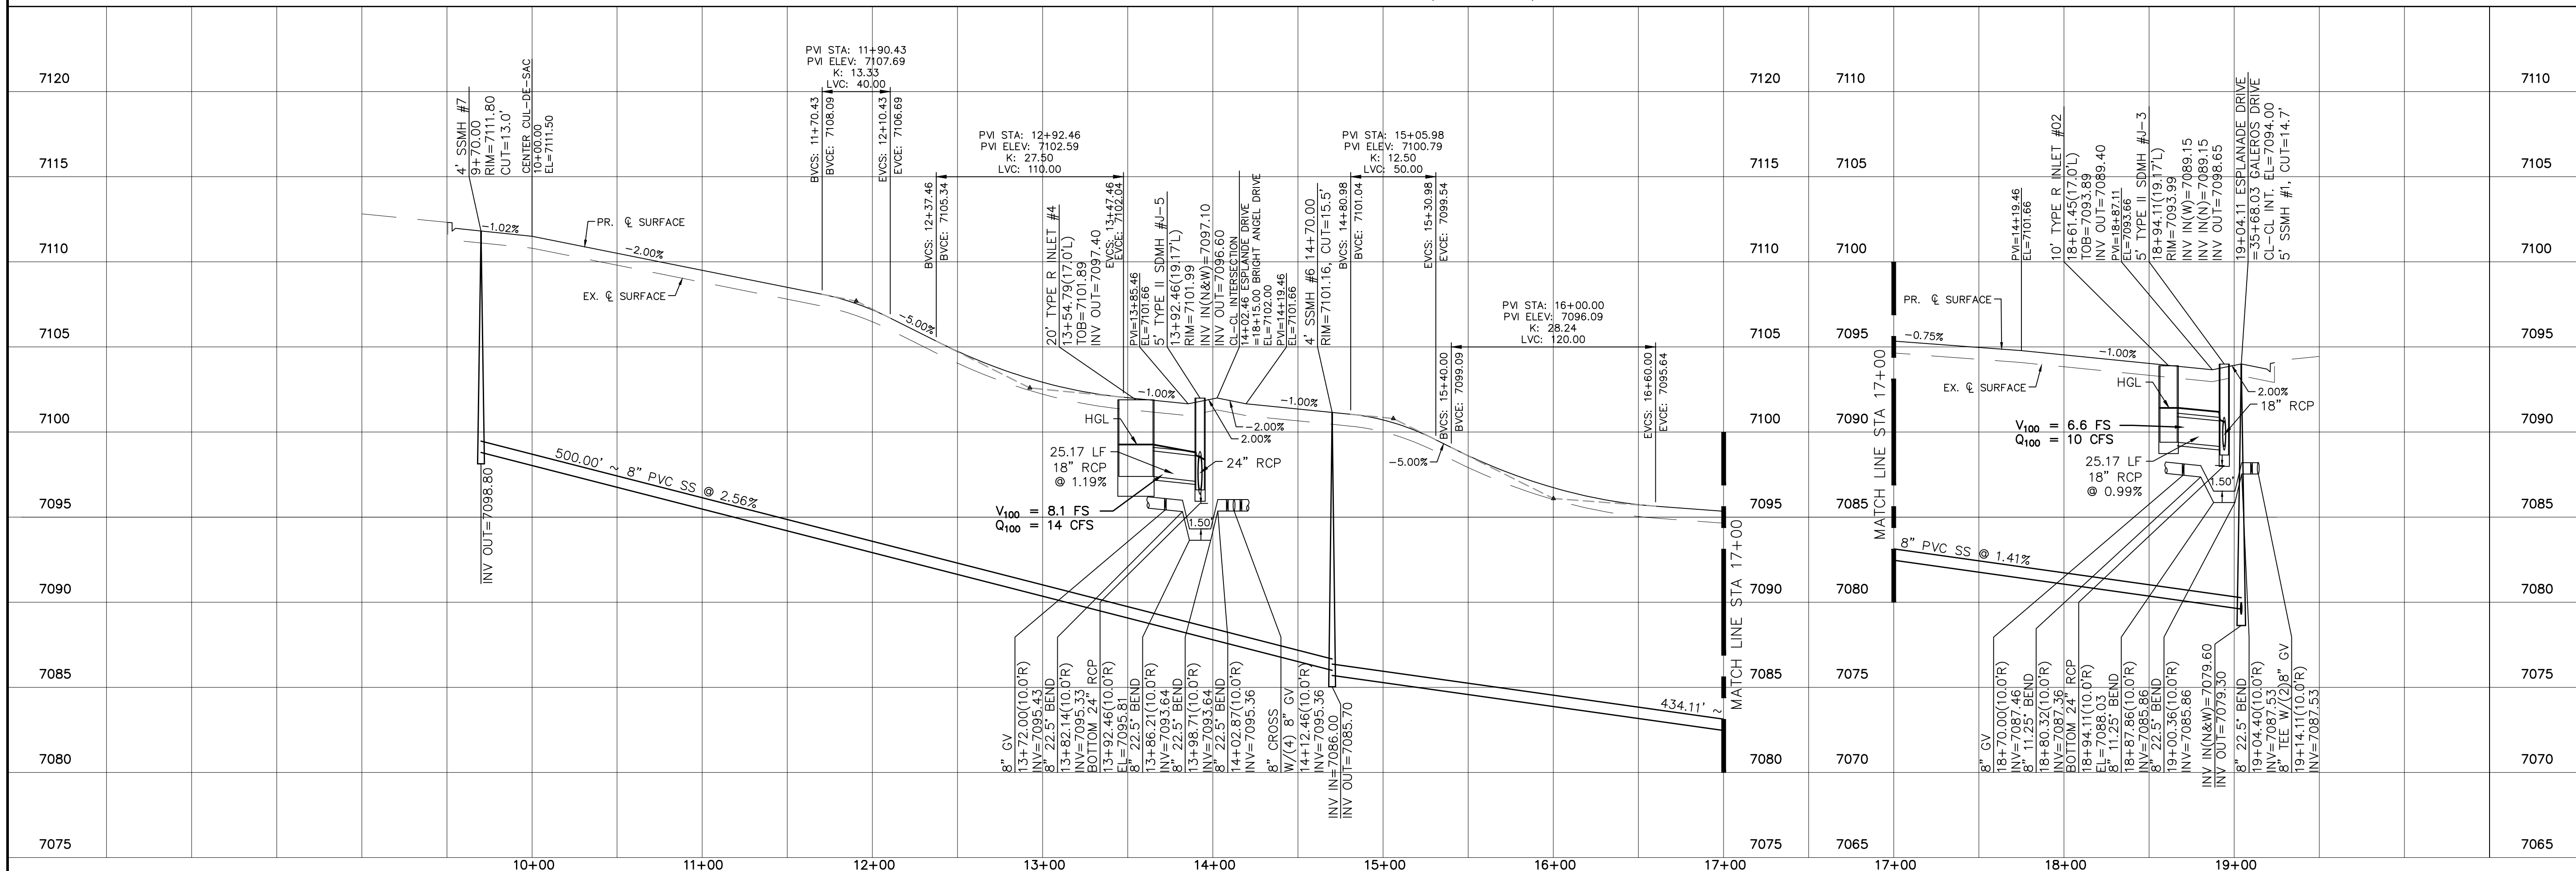 7120
7115
7110
7105
7100
7095
7090
7085
7080
7075
4' SSMH #7
9+70.00
RIM=7111.80
CUT=13.0'
CENTER CUL-DE-SAC
10+00.00
EL=7111.50
-1.02%
PR. ℄ SURFACE
-2.00%
EX. ℄ SURFACE
INV OUT=7098.80
500.00' ~ 8" PVC SS @ 2.56%
PVI STA: 11+90.43
PVI ELEV: 7107.69
K: 13.33
LVC: 40.00
BVCS: 11+70.43
BVCE: 7108.09
EVCS: 12+10.43
EVCE: 7106.69
-5.00%
PVI STA: 12+92.46
PVI ELEV: 7102.59
K: 27.50
LVC: 110.00
BVCS: 12+37.46
BVCE: 7105.34
EVCS: 13+47.46
EVCE: 7102.04
20' TYPE R INLET #4
13+54.79(17.0'L)
TOB=7101.89
INV OUT=7097.40
PVI=13+85.46
EL=7101.66
5' TYPE II SDMH #J-5
13+92.46(19.17'L)
RIM=7101.99
INV IN(N&W)=7097.10
INV OUT=7096.60
CL-CL INTERSECTION
14+02.46 ESPLANDE DRIVE
=18+15.00 BRIGHT ANGEL DRIVE
EL=7102.00
PVI=14+19.46
EL=7101.66
4' SSMH #6 14+70.00
RIM=7101.16, CUT=15.5'
-1.00%
-1.00%
-2.00%
2.00%
HGL
25.17 LF
18" RCP
@ 1.19%
24" RCP
V100 = 8.1 FS
Q100 = 14 CFS
1.50'
8" GV
13+72.00(10.0'R)
INV=7095.43
8" 22.5° BEND
13+82.14(10.0'R)
INV=7095.33
BOTTOM 24" RCP
13+92.46(10.0'R)
EL=7095.81
8" 22.5° BEND
13+86.21(10.0'R)
INV=7093.64
8" 22.5° BEND
13+98.71(10.0'R)
INV=7093.64
8" 22.5° BEND
14+02.87(10.0'R)
INV=7095.36
8" CROSS
W/(4) 8" GV
14+12.46(10.0'R)
INV=7095.36
INV IN=7086.00
INV OUT=7085.70
PVI STA: 15+05.98
PVI ELEV: 7100.79
K: 12.50
LVC: 50.00
BVCS: 14+80.98
BVCE: 7101.04
EVCS: 15+30.98
EVCE: 7099.54
-5.00%
PVI STA: 16+00.00
PVI ELEV: 7096.09
K: 28.24
LVC: 120.00
BVCS: 15+40.00
BVCE: 7099.09
EVCS: 16+60.00
EVCE: 7095.64
434.11' ~
MATCH LINE STA 17+00
7120
7115
7110
7105
7100
7095
7090
7085
7080
7075
10+00
11+00
12+00
13+00
14+00
15+00
16+00
17+00
7110
7105
7100
7095
7090
7085
7080
7075
7070
7065
MATCH LINE STA 17+00
-0.75%
PR. ℄ SURFACE
EX. ℄ SURFACE
8" PVC SS @ 1.41%
PVI=14+19.46
EL=7101.66
10' TYPE R INLET #02
18+61.45(17.0'L)
TOB=7093.89
INV OUT=7089.40
PVI=18+87.11
EL=7093.66
5' TYPE II SDMH #J-3
18+94.11(19.17'L)
RIM=7093.99
INV IN(W)=7089.15
INV IN(N)=7089.15
INV OUT=7098.65
19+04.11 ESPLANADE DRIVE
=35+68.03 GALEROS DRIVE
CL-CL INT. EL=7094.00
5' SSMH #1, CUT=14.7'
-1.00%
2.00%
HGL
18" RCP
V100 = 6.6 FS
Q100 = 10 CFS
25.17 LF
18" RCP
@ 0.99%
1.50'
8" GV
18+70.00(10.0'R)
INV=7087.46
8" 11.25° BEND
18+80.32(10.0'R)
INV=7087.36
BOTTOM 24" RCP
18+94.11(10.0'R)
EL=7088.03
8" 11.25° BEND
18+87.86(10.0'R)
INV=7085.86
8" 22.5° BEND
19+00.36(10.0'R)
INV=7085.86
INV IN(N&W)=7079.60
INV OUT=7079.30
8" 22.5° BEND
19+04.40(10.0'R)
INV=7087.53
8" TEE W/(2)8" GV
19+14.11(10.0'R)
INV=7087.53
7110
7105
7100
7095
7090
7085
7080
7075
7070
7065
17+00
18+00
19+00